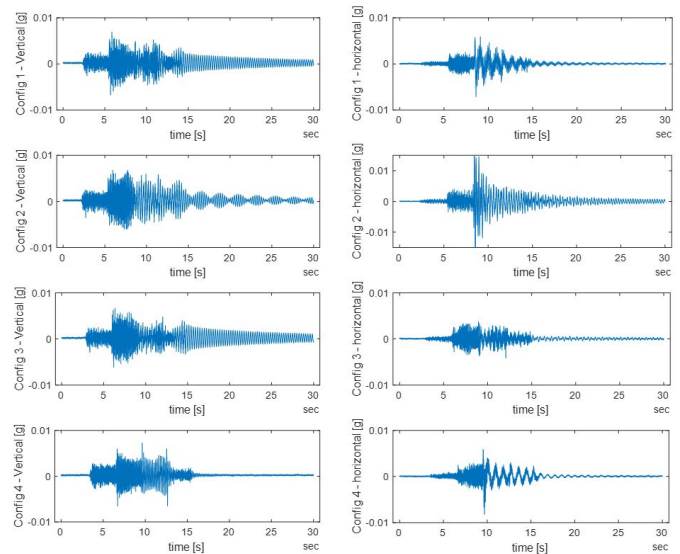 Config 1 - Vertical [g]
0.01
0
-0.01
0 5 10 15 20 25 30
time [s] sec
Config 1 - horizontal [g]
0.01
0
-0.01
0 5 10 15 20 25 30
time [s] sec
Config 2 - Vertical [g]
0.01
0
-0.01
0 5 10 15 20 25 30
time [s] sec
Config 2 - horizontal [g]
0.01
0
-0.01
0 5 10 15 20 25 30
time [s] sec
Config 3 - Vertical [g]
0.01
0
-0.01
0 5 10 15 20 25 30
time [s] sec
Config 3 - horizontal [g]
0.01
0
-0.01
0 5 10 15 20 25 30
time [s] sec
Config 4 - Vertical [g]
0.01
0
-0.01
0 5 10 15 20 25 30
time [s] sec
Config 4 - horizontal [g]
0.01
0
-0.01
0 5 10 15 20 25 30
time [s] sec